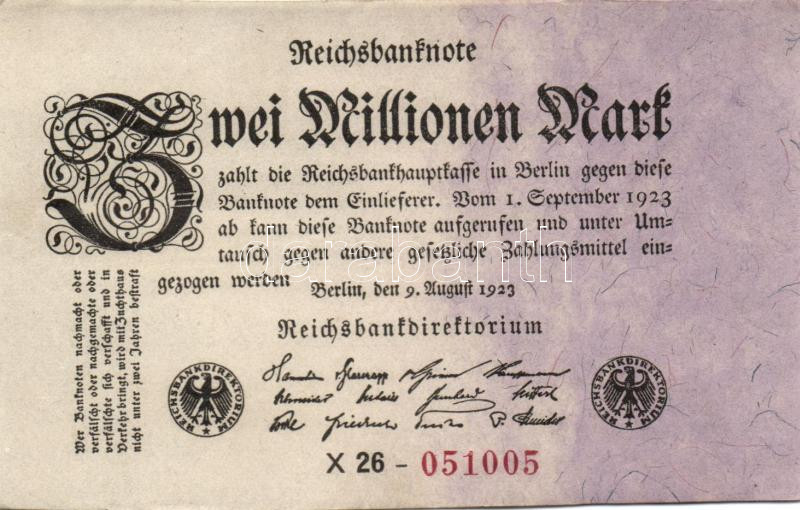 Reichsbanknote
Zwei Millionen Mark
zahlt die Reichsbankhauptkasse in Berlin gegen diese
Banknote dem Einlieferer. Vom 1. September 1923
ab kann diese Banknote aufgerufen und unter Um-
tausch gegen andere gesetzliche Zahlungsmittel ein-
gezogen werden
Berlin, den 9. August 1923
Reichsbankdirektorium
Wer Banknoten nachmacht oder
verfälscht oder nachgemachte oder
verfälschte sich verschafft und in
Verkehr bringt, wird mit Zuchthaus
nicht unter zwei Jahren bestraft
REICHSBANKDIREKTORIUM
REICHSBANKDIREKTORIUM
X 26 - 051005
darabanth